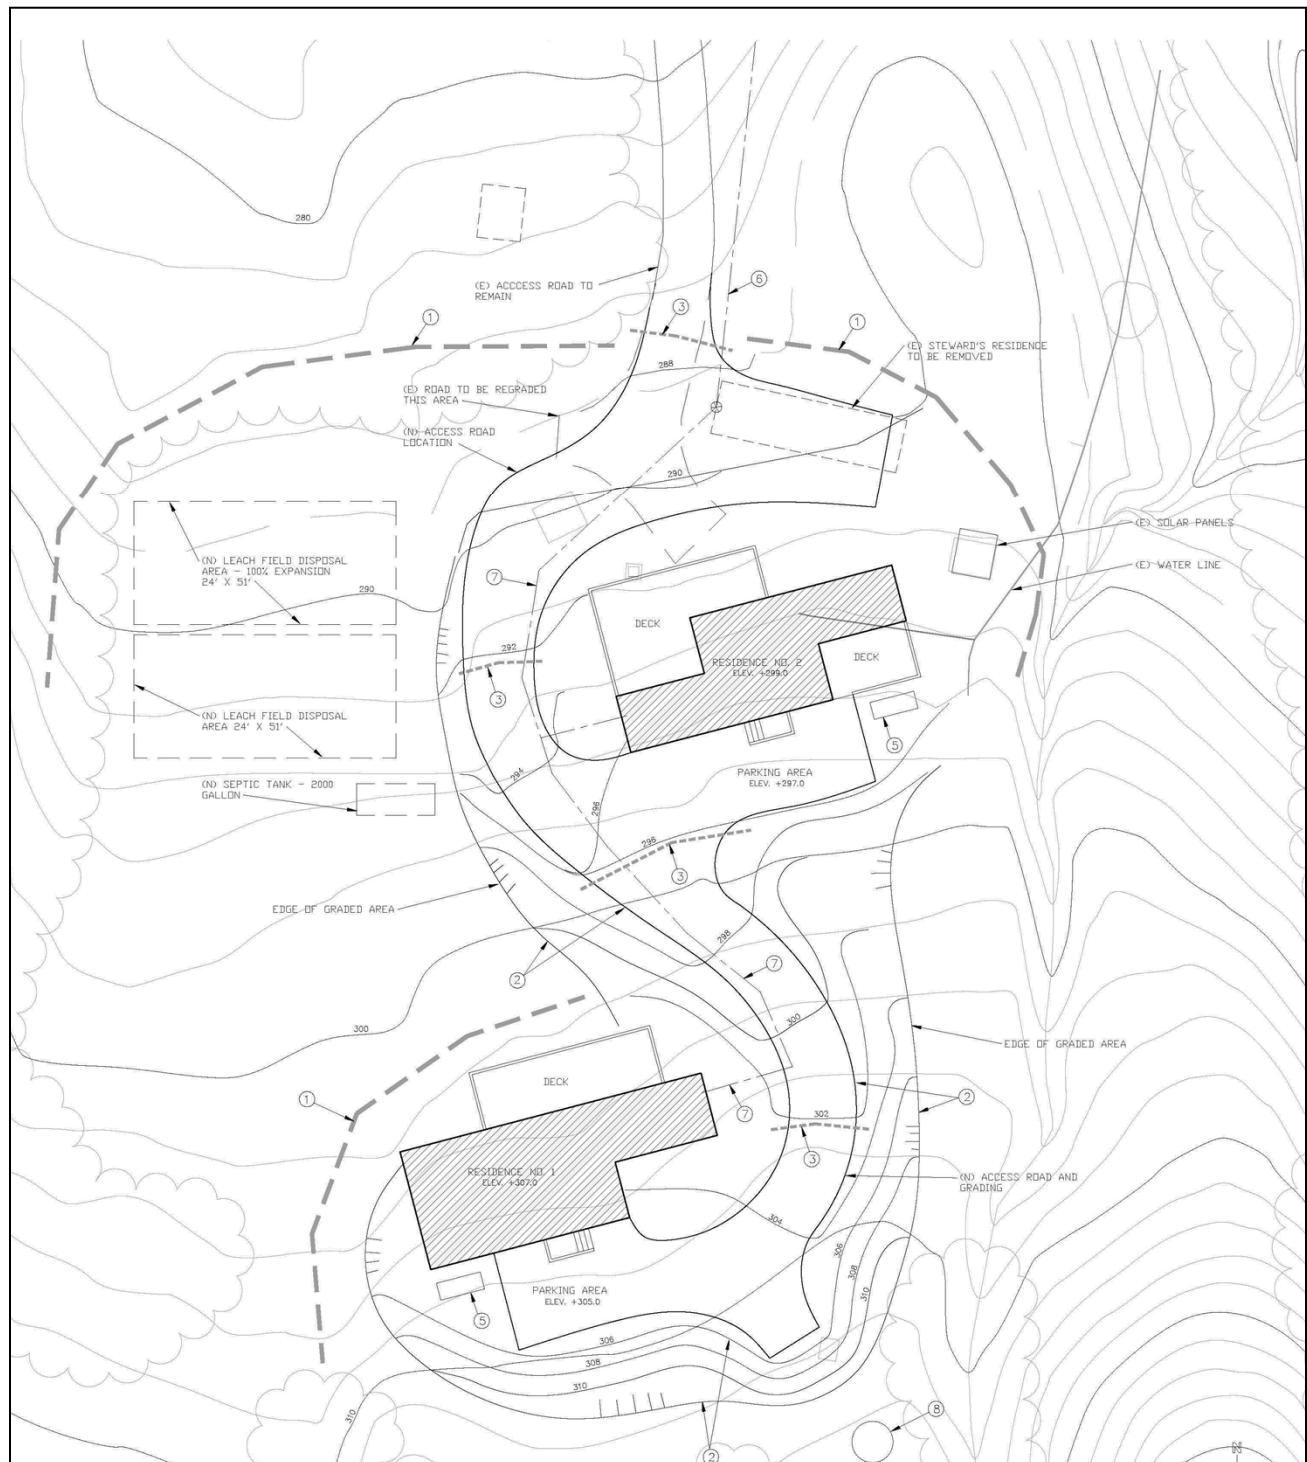 280
(E) ACCCESS ROAD TO
REMAIN
6
1
3
1
(E) STEWARD'S RESIDENCE
TO BE REMOVED
288
(E) ROAD TO BE REGRADED
THIS AREA
(N) ACCESS ROAD
LOCATION
290
(E) SOLAR PANELS
(E) WATER LINE
(N) LEACH FIELD DISPOSAL
AREA - 100% EXPANSION
24' X 51'
7
290
DECK
292
RESIDENCE NO. 2
ELEV. +299.0
DECK
3
(N) LEACH FIELD DISPOSAL
AREA 24' X 51'
5
294
PARKING AREA
ELEV. +297.0
(N) SEPTIC TANK - 2000
GALLON
296
296
3
EDGE OF GRADED AREA
298
7
2
300
300
EDGE OF GRADED AREA
DECK
1
7
2
302
3
RESIDENCE NO. 1
ELEV. +307.0
(N) ACCESS ROAD AND
GRADING
304
306
308
310
PARKING AREA
ELEV. +305.0
5
306
308
310
310
8
2
N